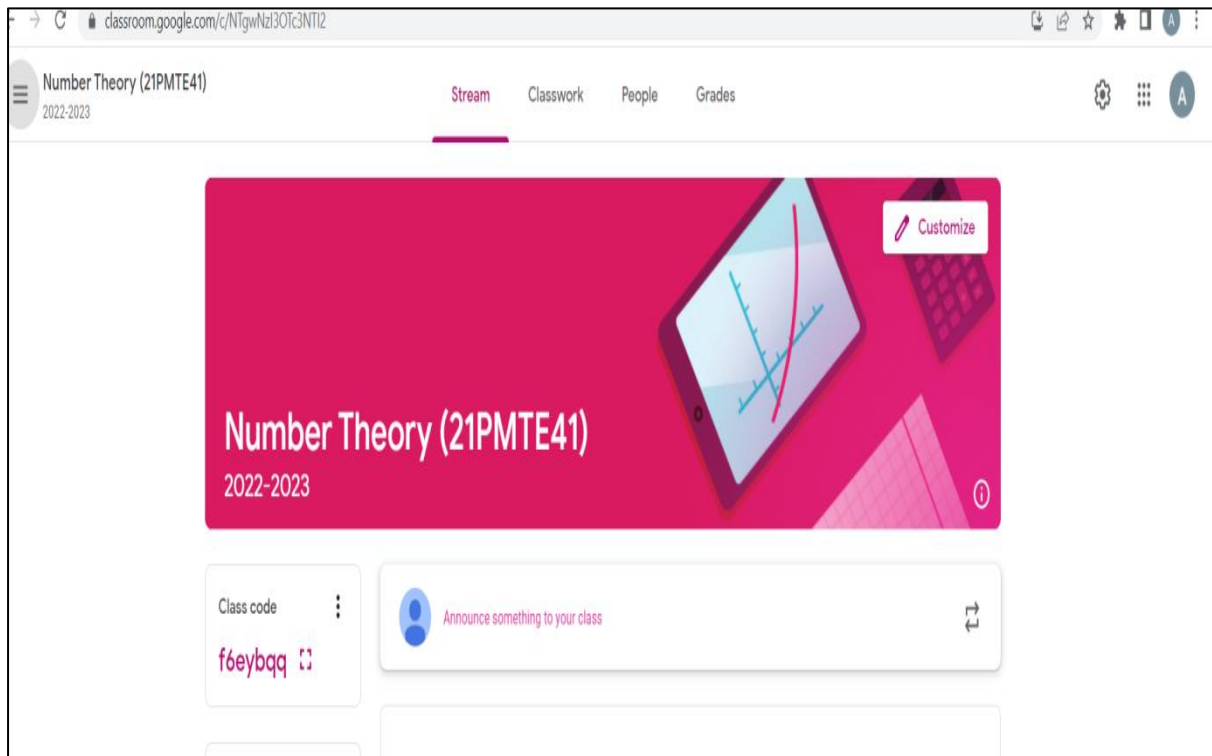 classroom.google.com/c/NTgwNzI3OTc3NTI2
Number Theory (21PMTE41)
2022-2023
Stream Classwork People Grades
A
A
Customize
Number Theory (21PMTE41)
2022-2023
Class code
f6eybqq
Announce something to your class